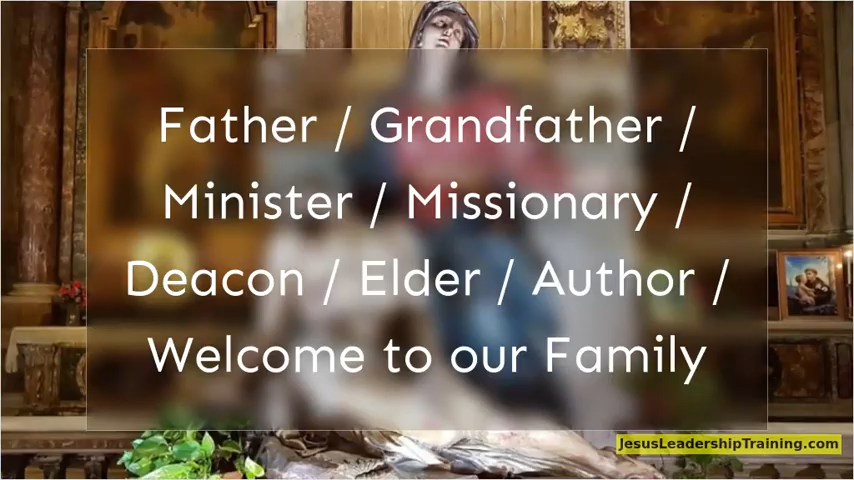 Father / Grandfather /
Minister / Missionary /
Deacon / Elder / Author /
Welcome to our Family
JesusLeadershipTraining.com